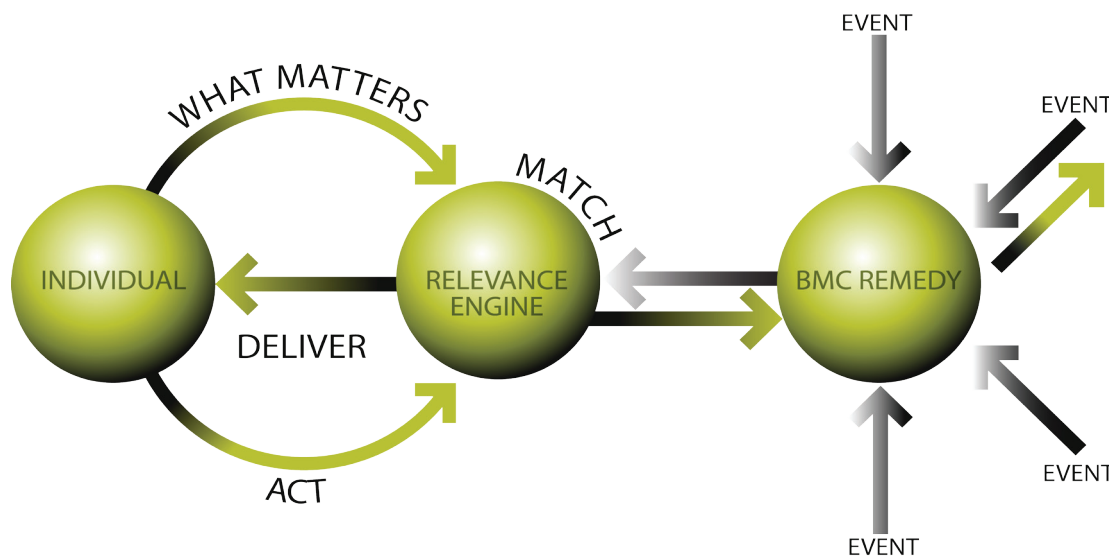 EVENT
WHAT MATTERS
EVENT
MATCH
INDIVIDUAL
RELEVANCE
ENGINE
BMC REMEDY
DELIVER
EVENT
ACT
EVENT